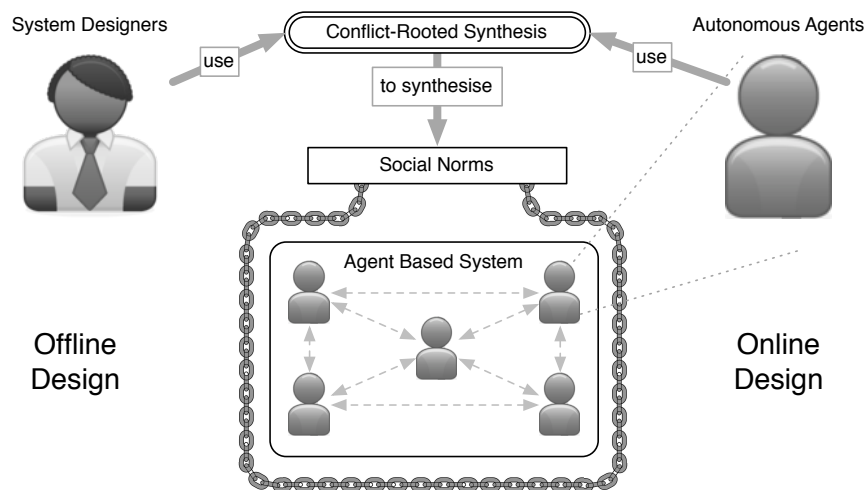 System Designers
Conflict-Rooted Synthesis
Autonomous Agents
use
use
to synthesise
Social Norms
Agent Based System
Offline
Design
Online
Design